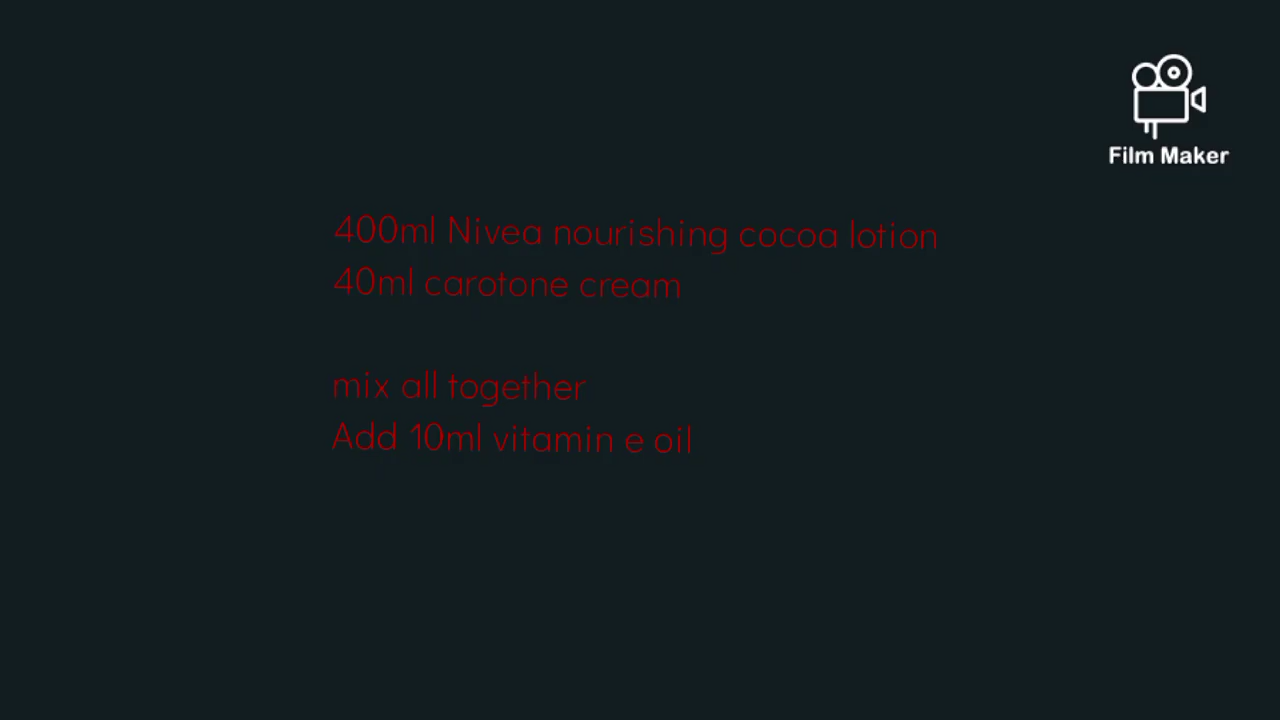 Film Maker
400ml Nivea nourishing cocoa lotion
40ml carotone cream
mix all together
Add 10ml vitamin e oil